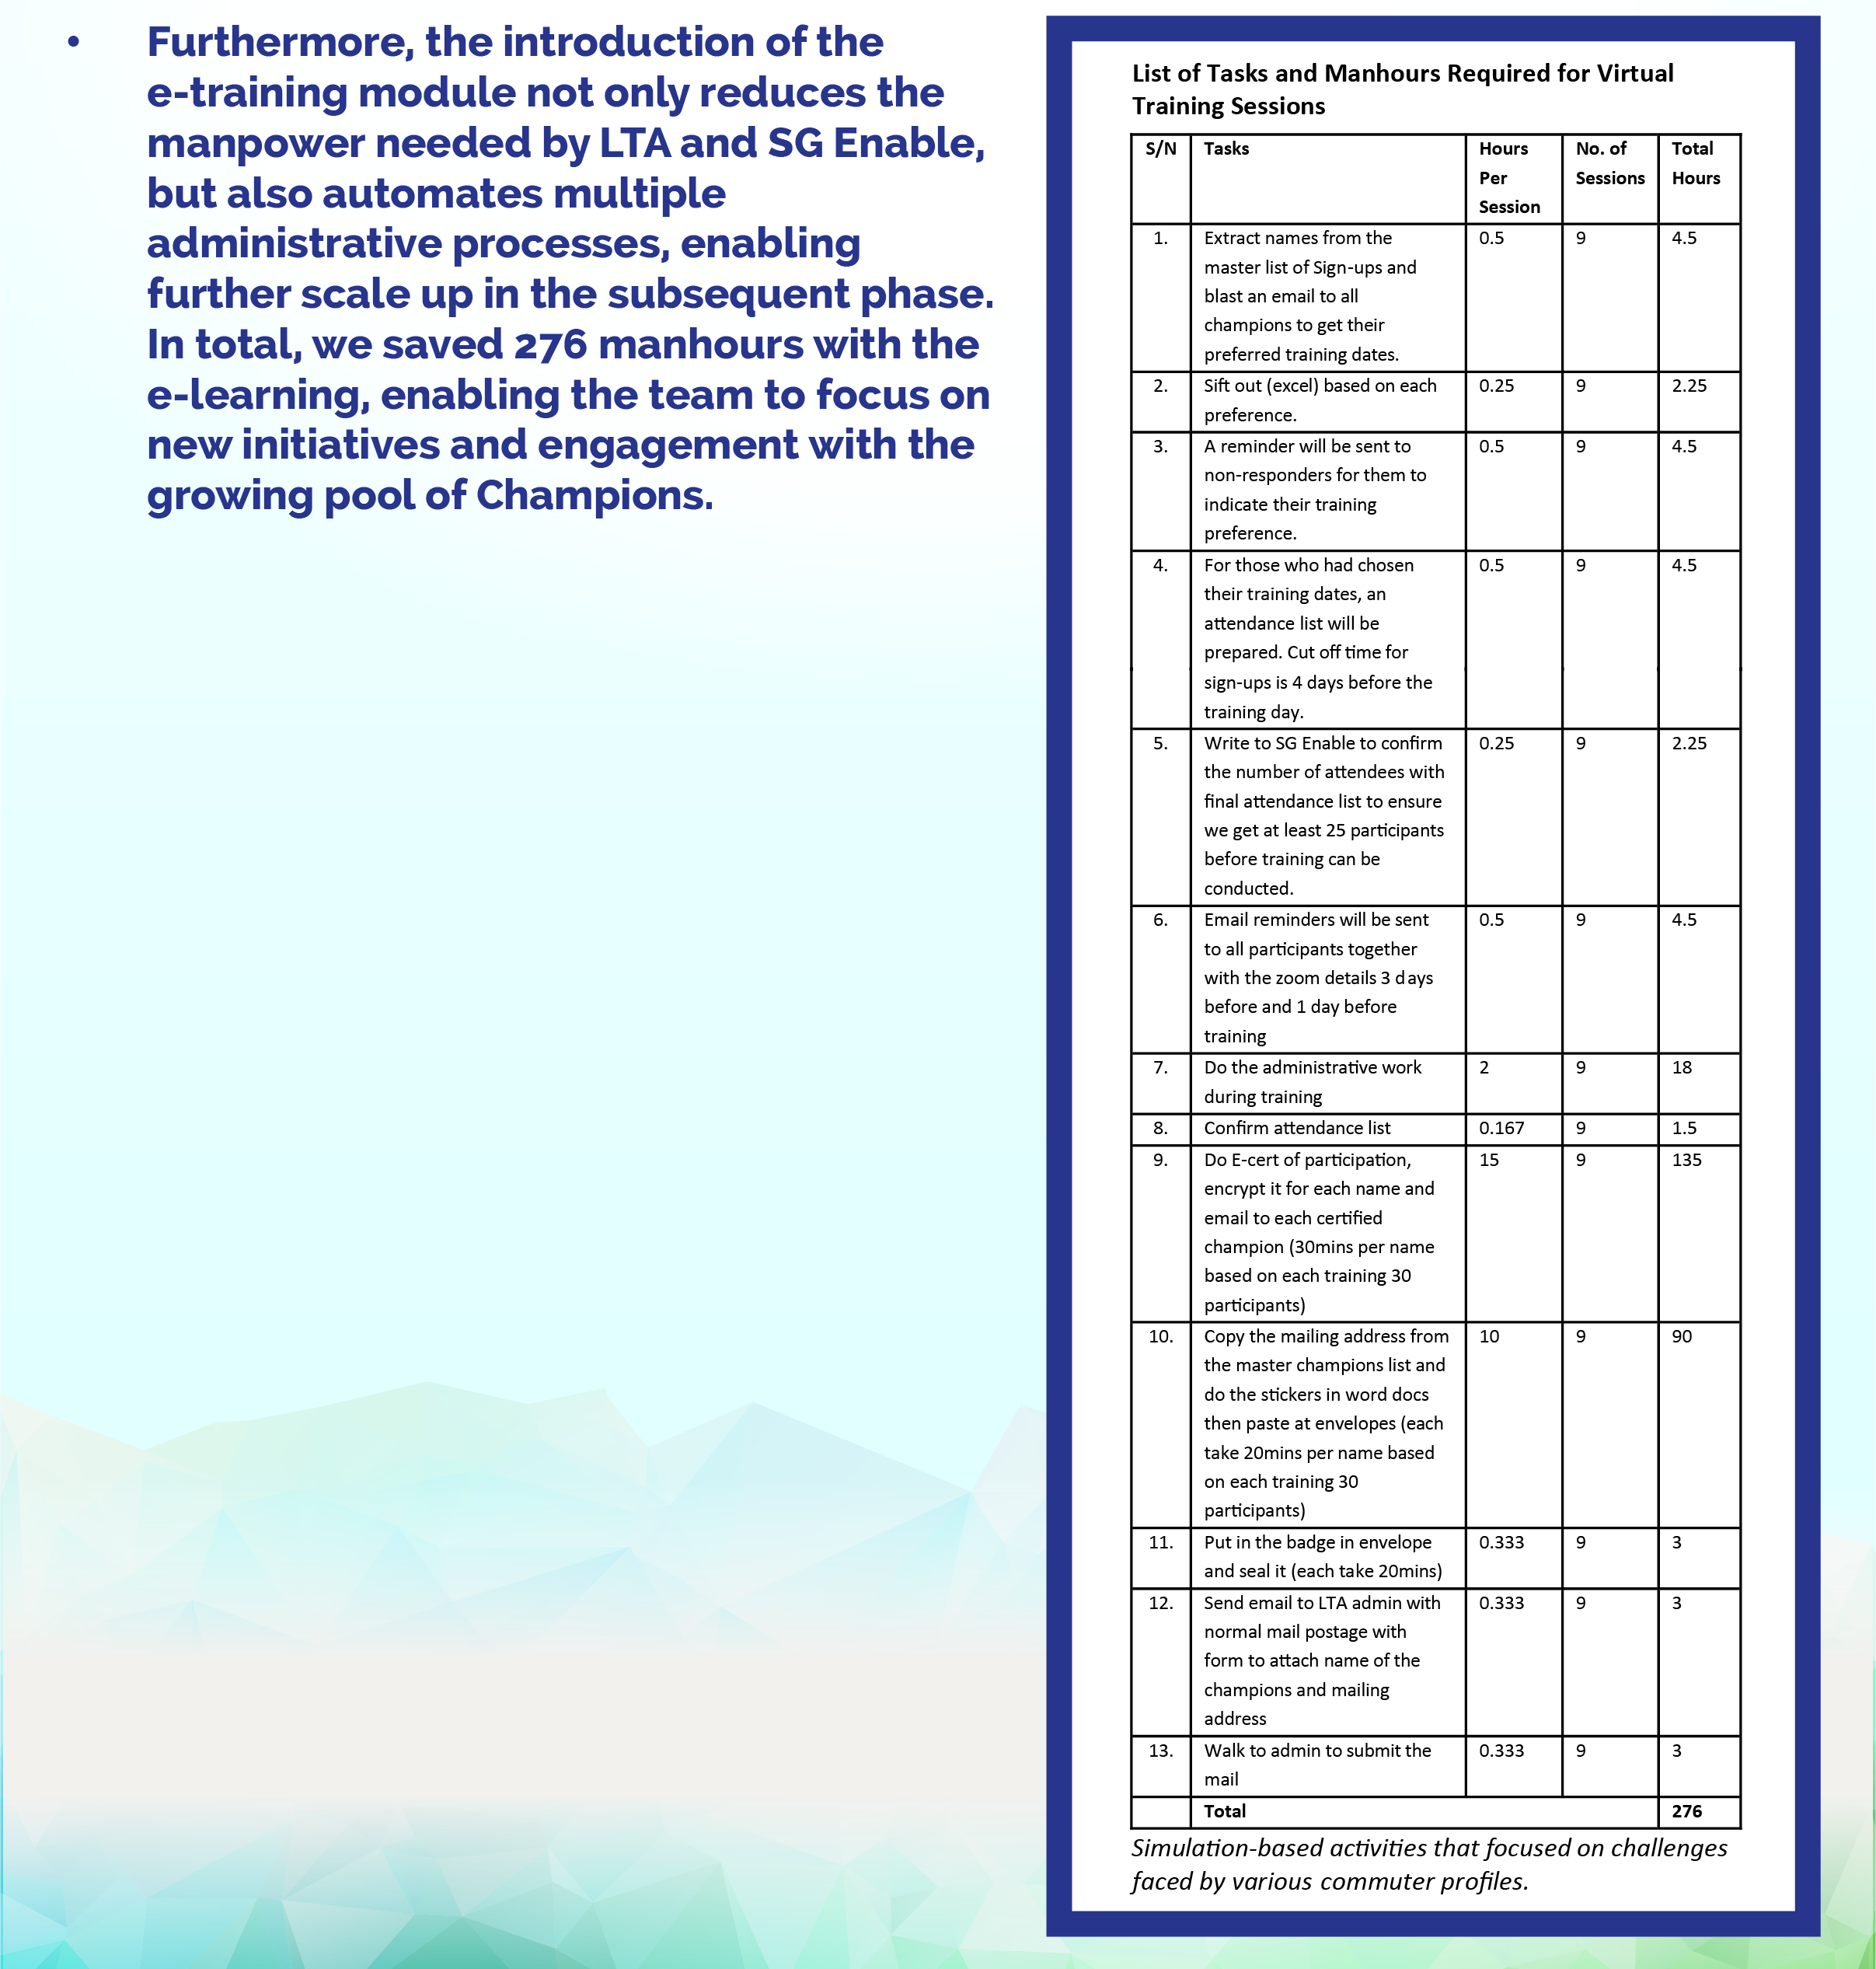 • Furthermore, the introduction of the
e-training module not only reduces the
manpower needed by LTA and SG Enable,
but also automates multiple
administrative processes, enabling
further scale up in the subsequent phase.
In total, we saved 276 manhours with the
e-learning, enabling the team to focus on
new initiatives and engagement with the
growing pool of Champions.
List of Tasks and Manhours Required for Virtual
Training Sessions
S/N Tasks Hours No. of Total
Per Sessions Hours
Session
1. Extract names from the 0.5 9 4.5
master list of Sign-ups and
blast an email to all
champions to get their
preferred training dates.
2. Sift out (excel) based on each 0.25 9 2.25
preference.
3. A reminder will be sent to 0.5 9 4.5
non-responders for them to
indicate their training
preference.
4. For those who had chosen 0.5 9 4.5
their training dates, an
attendance list will be
prepared. Cut off time for
sign-ups is 4 days before the
training day.
5. Write to SG Enable to confirm 0.25 9 2.25
the number of attendees with
final attendance list to ensure
we get at least 25 participants
before training can be
conducted.
6. Email reminders will be sent 0.5 9 4.5
to all participants together
with the zoom details 3 days
before and 1 day before
training
7. Do the administrative work 2 9 18
during training
8. Confirm attendance list 0.167 9 1.5
9. Do E-cert of participation, 15 9 135
encrypt it for each name and
email to each certified
champion (30mins per name
based on each training 30
participants)
10. Copy the mailing address from 10 9 90
the master champions list and
do the stickers in word docs
then paste at envelopes (each
take 20mins per name based
on each training 30
participants)
11. Put in the badge in envelope 0.333 9 3
and seal it (each take 20mins)
12. Send email to LTA admin with 0.333 9 3
normal mail postage with
form to attach name of the
champions and mailing
address
13. Walk to admin to submit the 0.333 9 3
mail
Total 276
Simulation-based activities that focused on challenges
faced by various commuter profiles.